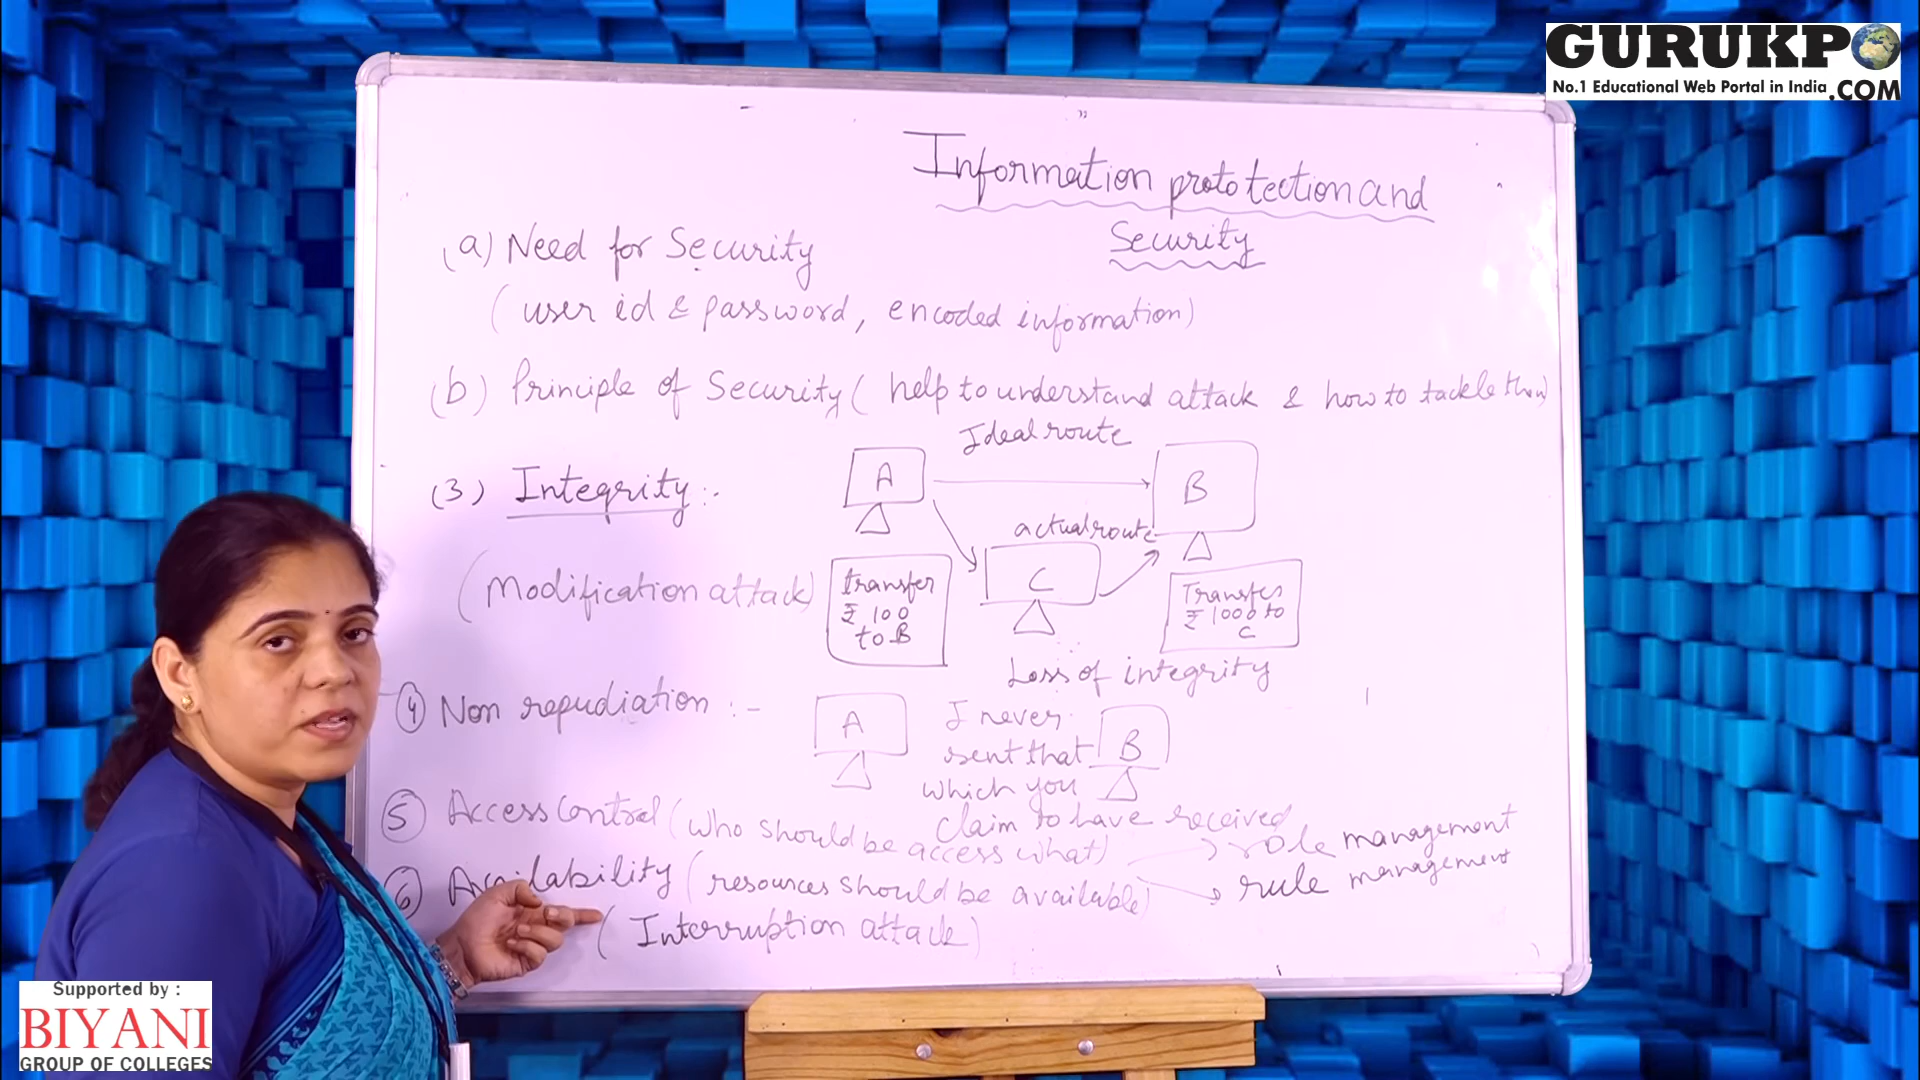 GURUKPO
No.1 Educational Web Portal in India .COM
Information prototection and
Security
(a) Need for Security
(user id & password, encoded information)
(b) Principle of Security ( help to understand attack & how to tackle them)
Ideal route
(3) Integrity :-
A
B
actual route
C
(Modification attack)
transfer
₹ 100
to B
Transfer
₹ 1000 to
C
Loss of integrity
(4) Non repudiation :-
A
I never
sent that
which you
claim to have received
B
(5) Access Control (who should be access what)
role management
rule management
(6) Availability (resources should be available)
(Interruption attack)
Supported by :
BIYANI
GROUP OF COLLEGES